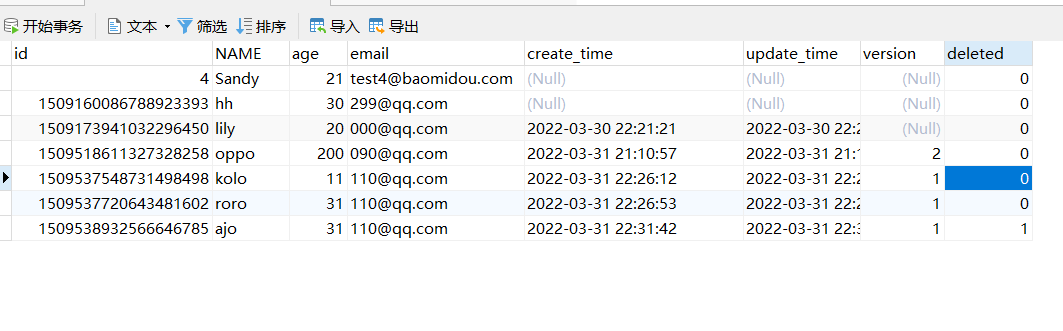 开始事务 文本 筛选 排序 导入 导出
id NAME age email create_time update_time version deleted
4 Sandy 21 test4@baomidou.com (Null) (Null) (Null) 0
1509160086788923393 hh 30 299@qq.com (Null) (Null) (Null) 0
1509173941032296450 lily 20 000@qq.com 2022-03-30 22:21:21 2022-03-30 22:2 (Null) 0
1509518611327328258 oppo 200 090@qq.com 2022-03-31 21:10:57 2022-03-31 21:1 2 0
1509537548731498498 kolo 11 110@qq.com 2022-03-31 22:26:12 2022-03-31 22:2 1 0
1509537720643481602 roro 31 110@qq.com 2022-03-31 22:26:53 2022-03-31 22:2 1 0
1509538932566646785 ajo 31 110@qq.com 2022-03-31 22:31:42 2022-03-31 22:3 1 1